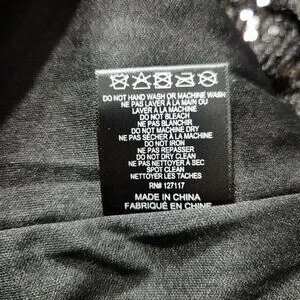 DO NOT HAND WASH OR MACHINE WASH
NE PAS LAVER À LA MAIN OU
LAVAGE À LA MACHINE
DO NOT BLEACH
NE PAS BLANCHIR
DO NOT MACHINE DRY
NE PAS SÉCHER À LA MACHINE
DO NOT IRON
NE PAS REPASSER
DO NOT DRY CLEAN
NE PAS NETTOYER À SEC
SPOT CLEAN
NETTOYER LES TACHES
RN# 127117
MADE IN CHINA
FABRIQUÉ EN CHINE